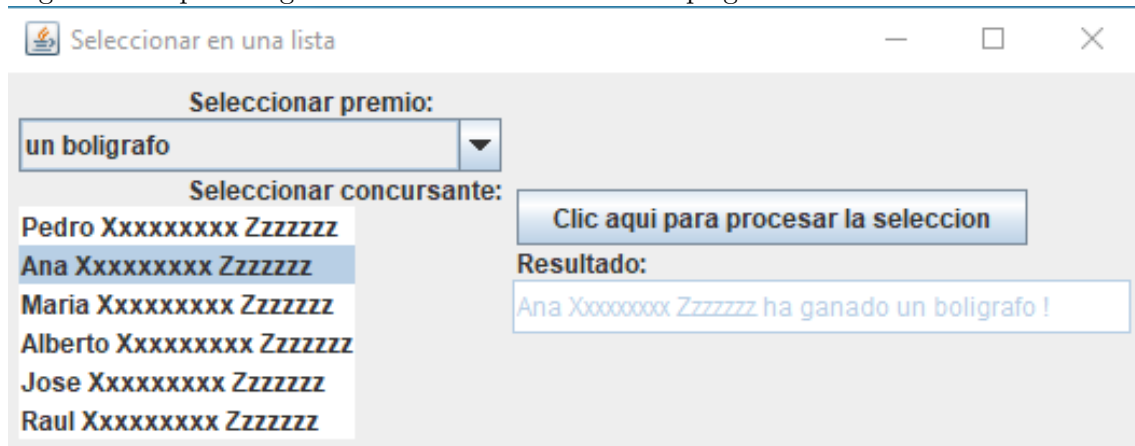 Seleccionar en una lista
Seleccionar premio:
un boligrafo
Seleccionar concursante:
Pedro Xxxxxxxxx Zzzzzzz
Ana Xxxxxxxxx Zzzzzzz
Maria Xxxxxxxxx Zzzzzzz
Alberto Xxxxxxxxx Zzzzzzz
Jose Xxxxxxxxx Zzzzzzz
Raul Xxxxxxxxx Zzzzzzz
Clic aqui para procesar la seleccion
Resultado:
Ana Xxxxxxxxx Zzzzzzz ha ganado un boligrafo !